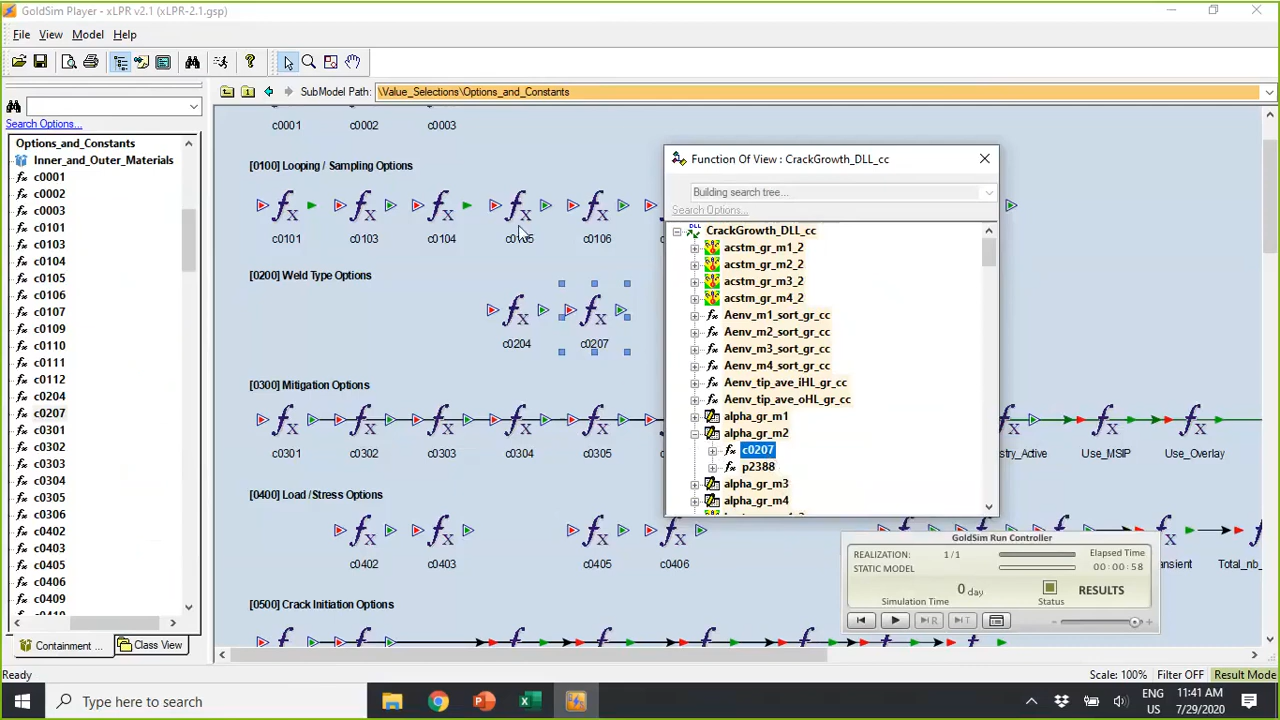 GoldSim Player - xLPR v2.1 (xLPR-2.1.gsp)
File View Model Help
SubModel Path: \Value_Selections\Options_and_Constants
Search Options...
Options_and_Constants
Inner_and_Outer_Materials
c0001
c0002
c0003
c0101
c0103
c0104
c0105
c0106
c0107
c0109
c0110
c0111
c0112
c0204
c0207
c0301
c0302
c0303
c0304
c0306
c0402
c0403
c0405
c0406
c0409
Containment ... Class View
c0001 c0002 c0003
[0100] Looping / Sampling Options
c0101 c0103 c0104 c0105 c0106
[0200] Weld Type Options
c0204 c0207
[0300] Mitigation Options
c0301 c0302 c0303 c0304 c0305 Use_MSIP Use_Overlay
[0400] Load /Stress Options
c0402 c0403 c0405 c0406
[0500] Crack Initiation Options
Function Of View : CrackGrowth_DLL_cc
Building search tree...
Search Options...
DLL
CrackGrowth_DLL_cc
acstm_gr_m1_2
acstm_gr_m2_2
acstm_gr_m3_2
acstm_gr_m4_2
Aenv_m1_sort_gr_cc
Aenv_m2_sort_gr_cc
Aenv_m3_sort_gr_cc
Aenv_m4_sort_gr_cc
Aenv_tip_ave_iHL_gr_cc
Aenv_tip_ave_oHL_gr_cc
alpha_gr_m1
alpha_gr_m2
c0207
p2388
alpha_gr_m3
alpha_gr_m4
GoldSim Run Controller
REALIZATION: 1/1 Elapsed Time
STATIC MODEL 00:00:58
0 day RESULTS
Simulation Time Status
Ready Scale: 100% Filter OFF Result Mode
Type here to search
ENG
US
11:41 AM
7/29/2020